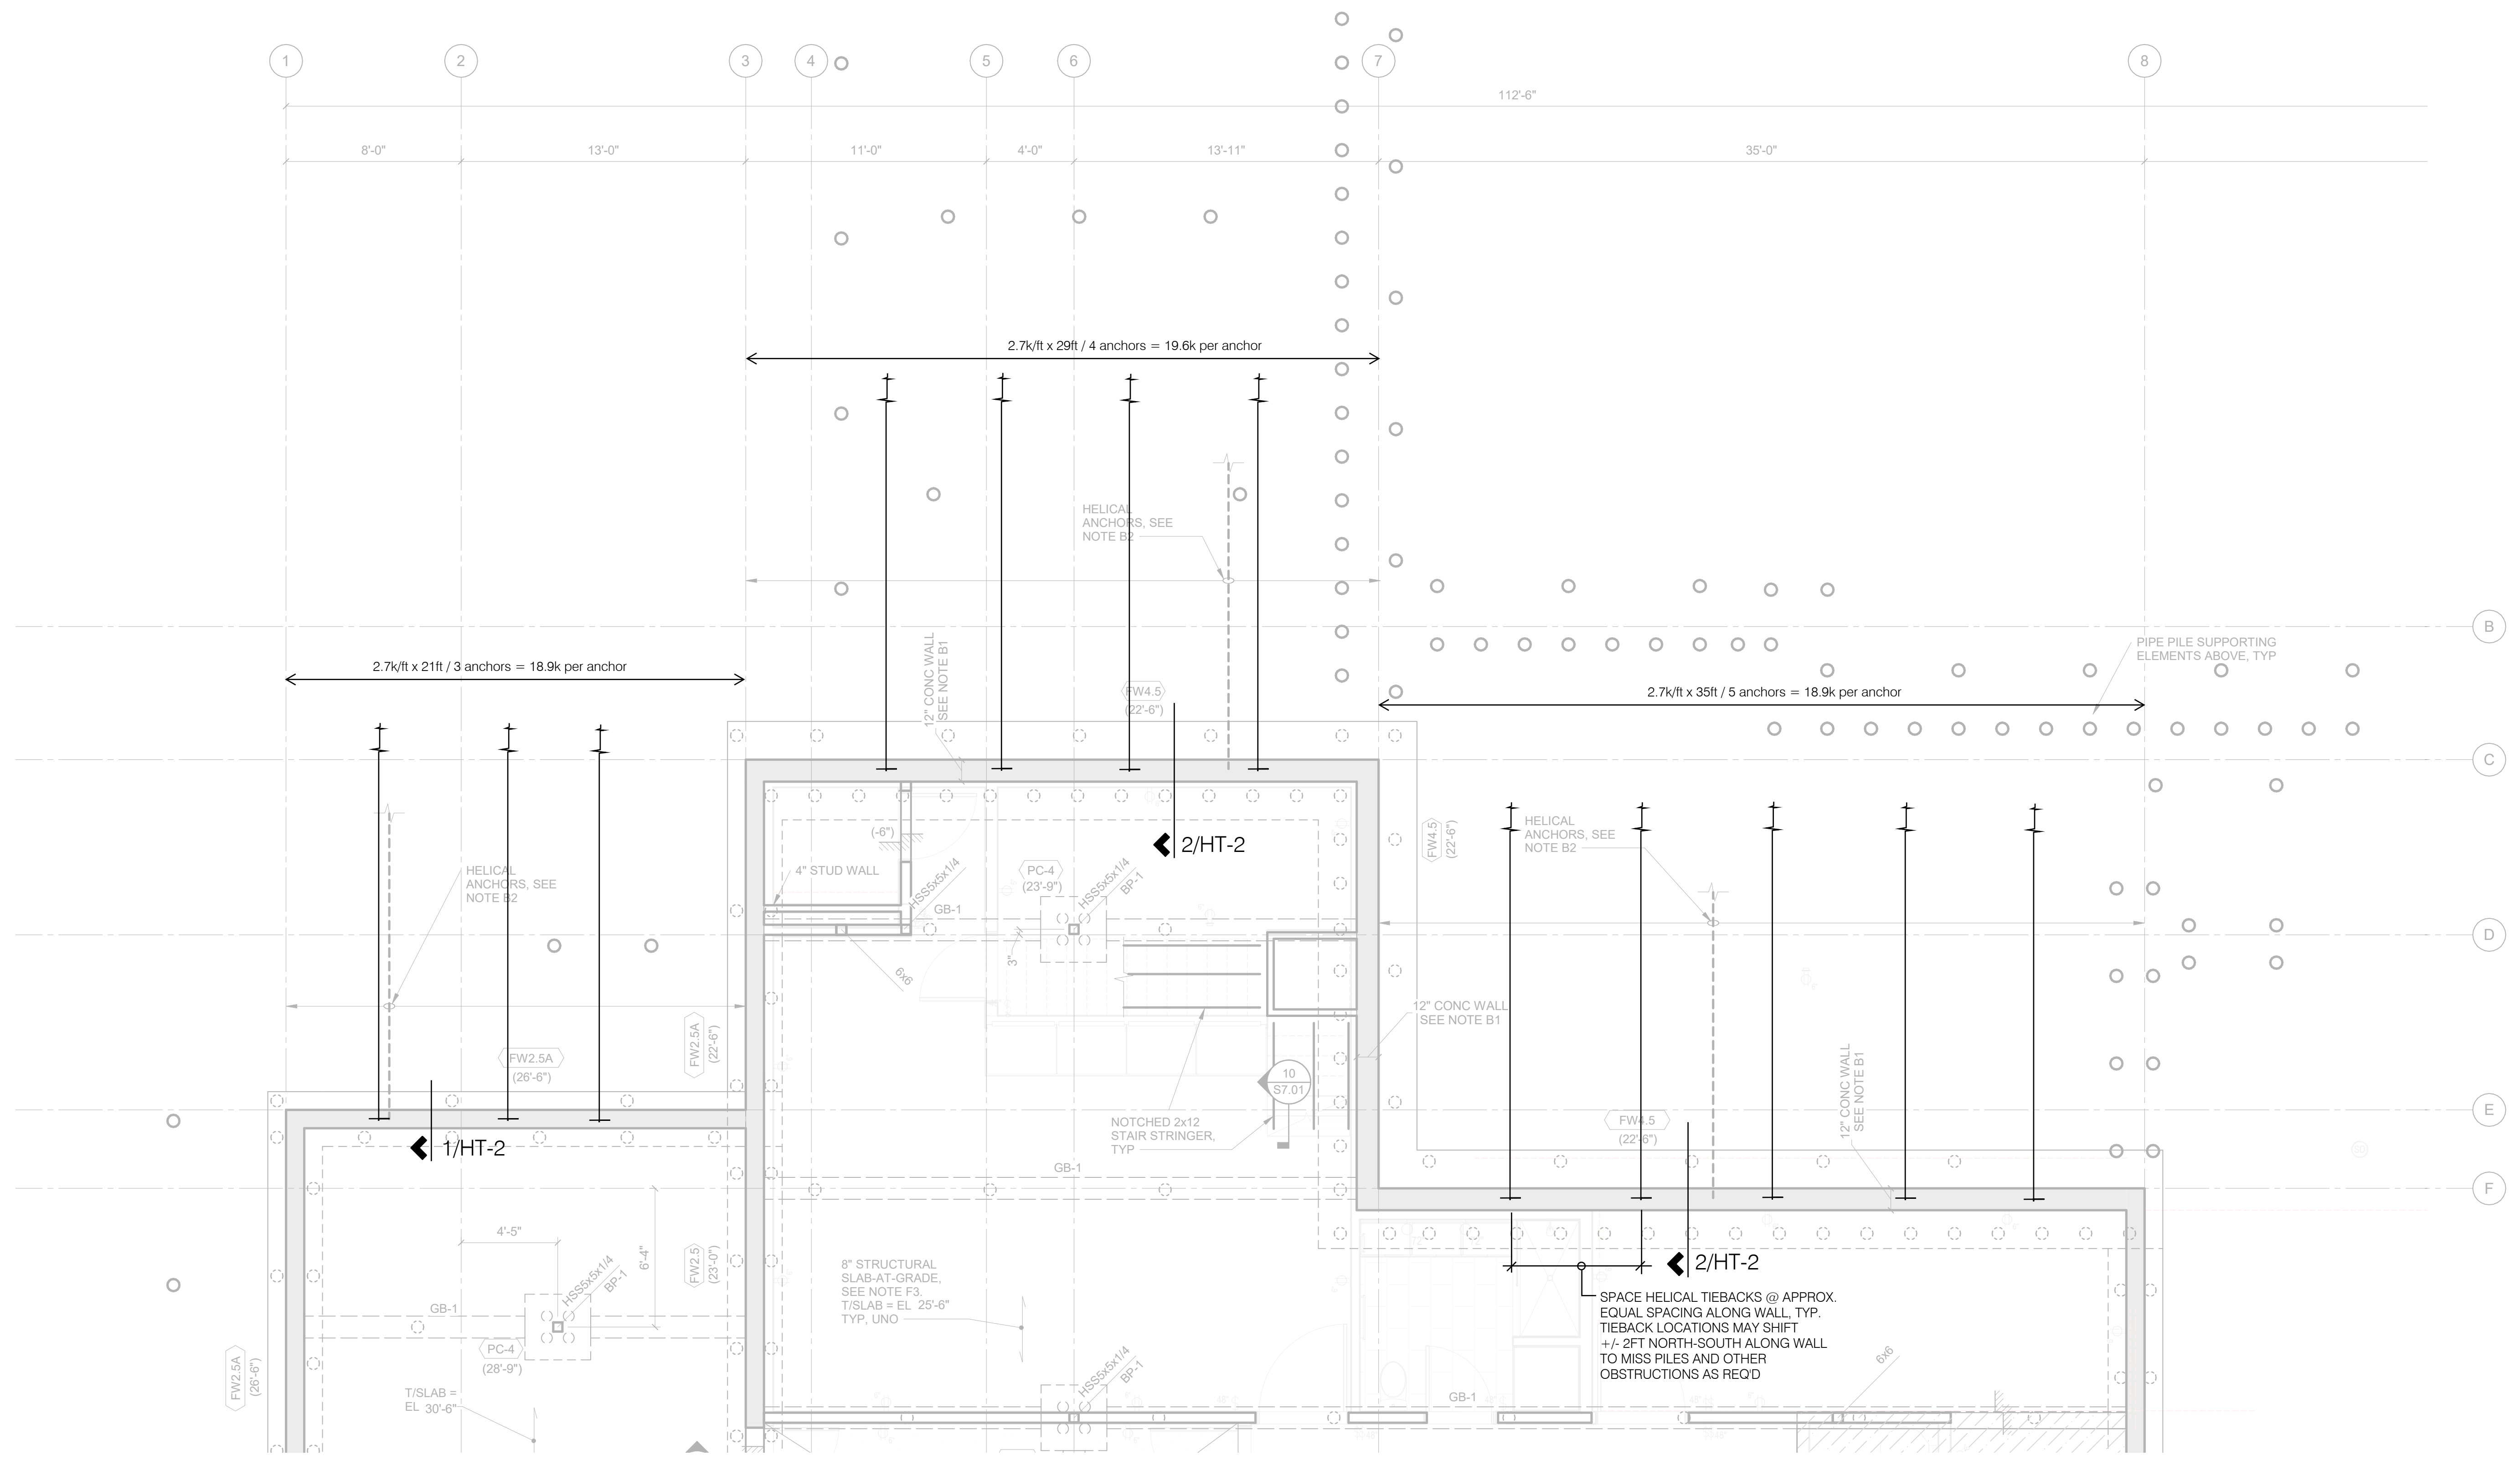 1
2
3
4
5
6
7
8
112'-6"
8'-0"
13'-0"
11'-0"
4'-0"
13'-11"
35'-0"
2.7k/ft x 29ft / 4 anchors = 19.6k per anchor
HELICAL
ANCHORS, SEE
NOTE B2
B
2.7k/ft x 21ft / 3 anchors = 18.9k per anchor
12" CONC WALL
SEE NOTE B1
FW4.5
(22'-6")
2.7k/ft x 35ft / 5 anchors = 18.9k per anchor
PIPE PILE SUPPORTING
ELEMENTS ABOVE, TYP
C
HELICAL
ANCHORS, SEE
NOTE B2
(-6")
4" STUD WALL
HSS5x5x1/4
GB-1
PC-4
(23'-9")
HSS5x5x1/4
BP-1
2/HT-2
FW4.5
(22'-6")
HELICAL
ANCHORS, SEE
NOTE B2
D
3"
6x6
12" CONC WALL
SEE NOTE B1
FW2.5A
(22'-6")
FW2.5A
(26'-6")
10
S7.01
12" CONC WALL
SEE NOTE B1
E
1/HT-2
NOTCHED 2x12
STAIR STRINGER,
TYP
FW4.5
(22'-6")
GB-1
F
4'-5"
6'-4"
FW2.5
(23'-0")
HSS5x5x1/4
BP-1
GB-1
PC-4
(28'-9")
8" STRUCTURAL
SLAB-AT-GRADE,
SEE NOTE F3.
T/SLAB = EL 25'-6"
TYP, UNO
2/HT-2
SPACE HELICAL TIEBACKS @ APPROX.
EQUAL SPACING ALONG WALL, TYP.
TIEBACK LOCATIONS MAY SHIFT
+/- 2FT NORTH-SOUTH ALONG WALL
TO MISS PILES AND OTHER
OBSTRUCTIONS AS REQ'D
FW2.5A
(26'-6")
T/SLAB =
EL 30'-6"
HSS5x5x1/4
BP-1
GB-1
6x6